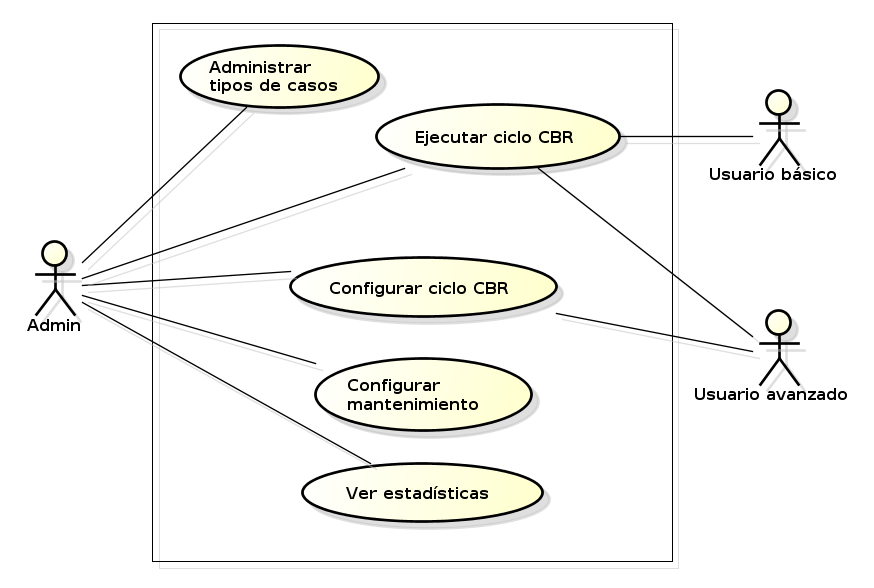 Administrar
tipos de casos
Ejecutar ciclo CBR
Usuario básico
Admin
Configurar ciclo CBR
Configurar
mantenimiento
Usuario avanzado
Ver estadísticas